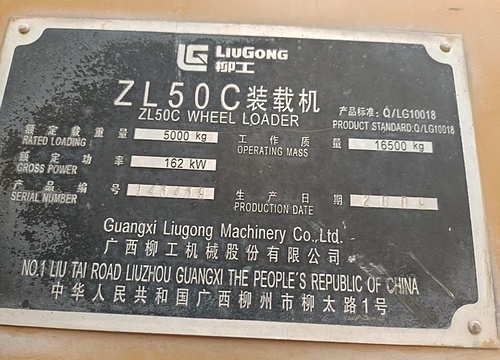 LG LIUGONG
柳工
ZL50C装载机
ZL50C WHEEL LOADER
产品标准: Q/LG10018
PRODUCT STANDARD:Q/LG10018
额定载重量 5000 kg
RATED LOADING
工作质量 16500 kg
OPERATING MASS
额定功率 162 kW
GROSS POWER
产品编号
SERIAL NUMBER
生产日期
PRODUCTION DATE
Guangxi Liugong Machinery Co.,Ltd.
广西柳工机械股份有限公司
NO.1 LIU TAI ROAD LIUZHOU GUANGXI THE PEOPLE'S REPUBLIC OF CHINA
中华人民共和国广西柳州市柳太路1号